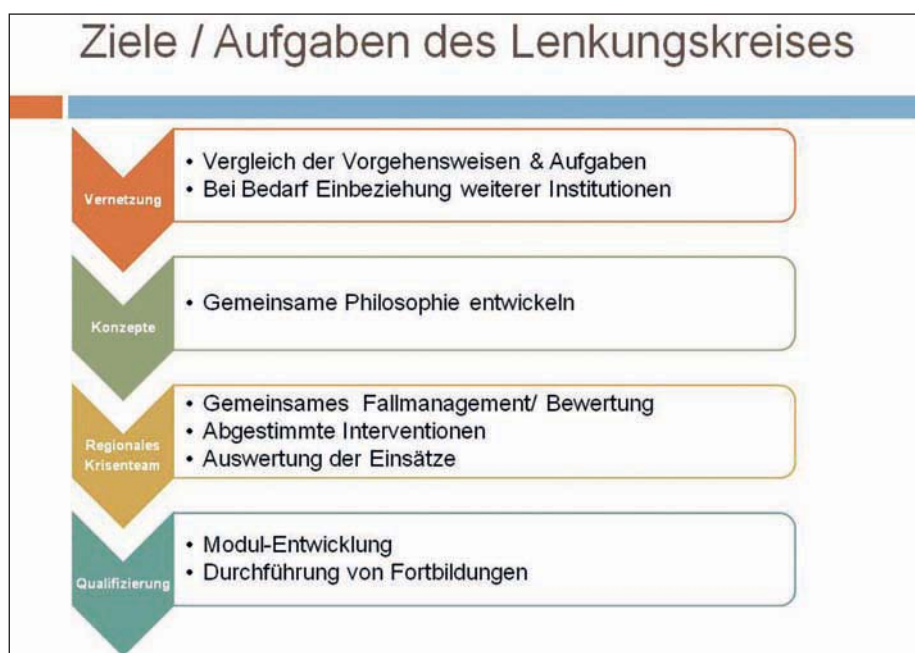 Ziele / Aufgaben des Lenkungskreises
Vernetzung
• Vergleich der Vorgehensweisen & Aufgaben
• Bei Bedarf Einbeziehung weiterer Institutionen
Konzepte
• Gemeinsame Philosophie entwickeln
Regionales
Krisenteam
• Gemeinsames Fallmanagement/ Bewertung
• Abgestimmte Interventionen
• Auswertung der Einsätze
Qualifizierung
• Modul-Entwicklung
• Durchführung von Fortbildungen